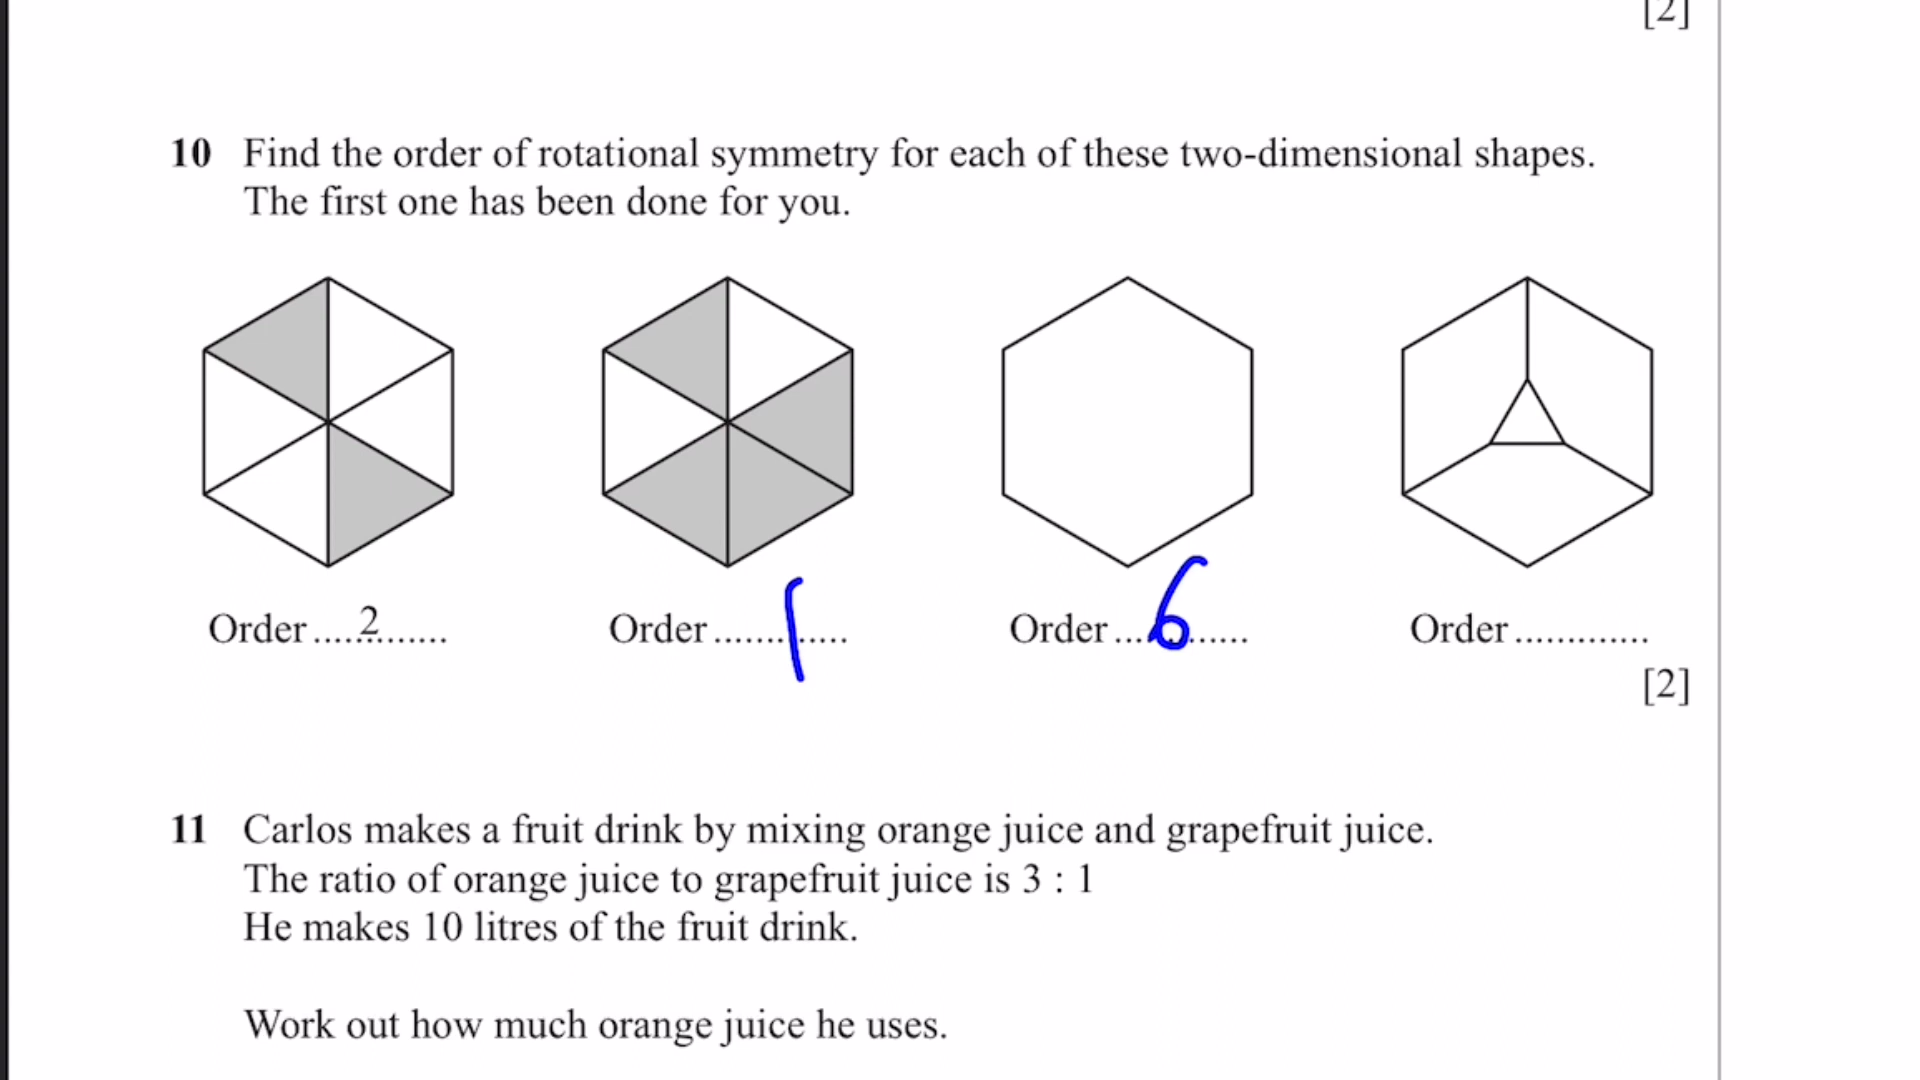 [2]
10 Find the order of rotational symmetry for each of these two-dimensional shapes.
The first one has been done for you.
Order....2....... Order.......1..... Order...6....... Order.............
[2]
11 Carlos makes a fruit drink by mixing orange juice and grapefruit juice.
The ratio of orange juice to grapefruit juice is 3 : 1
He makes 10 litres of the fruit drink.
Work out how much orange juice he uses.